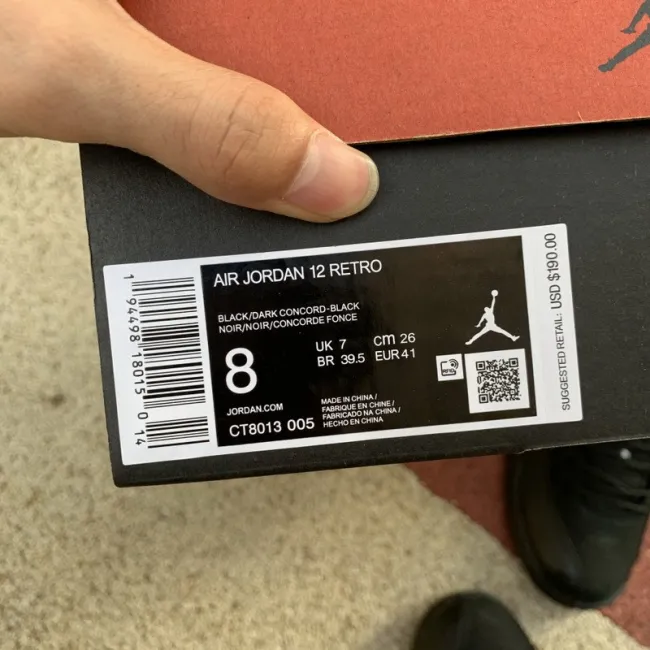 AIR JORDAN 12 RETRO
BLACK/DARK CONCORD-BLACK
NOIR/NOIR/CONCORDE FONCE
8
UK 7 cm 26
BR 39.5 EUR 41
JORDAN.COM
CT8013 005
MADE IN CHINA /
FABRIQUE EN CHINE /
FABRICADO NA CHINA /
HECHO EN CHINA
RFID
SUGGESTED RETAIL: USD $190.00
1 94498 18015 0 14